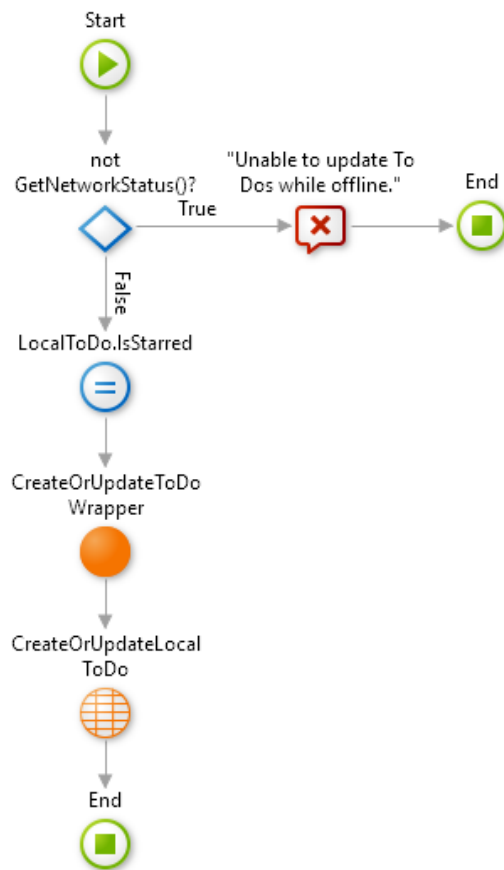 Start
not
GetNetworkStatus()?
True
"Unable to update To
Dos while offline."
End
False
LocalToDo.IsStarred
CreateOrUpdateToDo
Wrapper
CreateOrUpdateLocal
ToDo
End